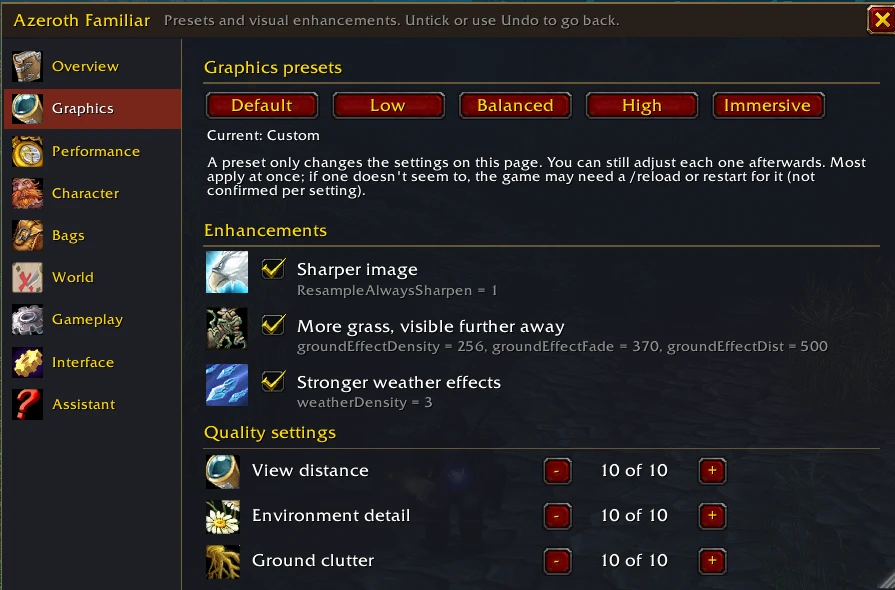 Azeroth Familiar Presets and visual enhancements. Untick or use Undo to go back.
Overview
Graphics
Performance
Character
Bags
World
Gameplay
Interface
Assistant
Graphics presets
Default Low Balanced High Immersive
Current: Custom
A preset only changes the settings on this page. You can still adjust each one afterwards. Most
apply at once; if one doesn't seem to, the game may need a /reload or restart for it (not
confirmed per setting).
Enhancements
Sharper image
ResampleAlwaysSharpen = 1
More grass, visible further away
groundEffectDensity = 256, groundEffectFade = 370, groundEffectDist = 500
Stronger weather effects
weatherDensity = 3
Quality settings
View distance - 10 of 10 +
Environment detail - 10 of 10 +
Ground clutter - 10 of 10 +